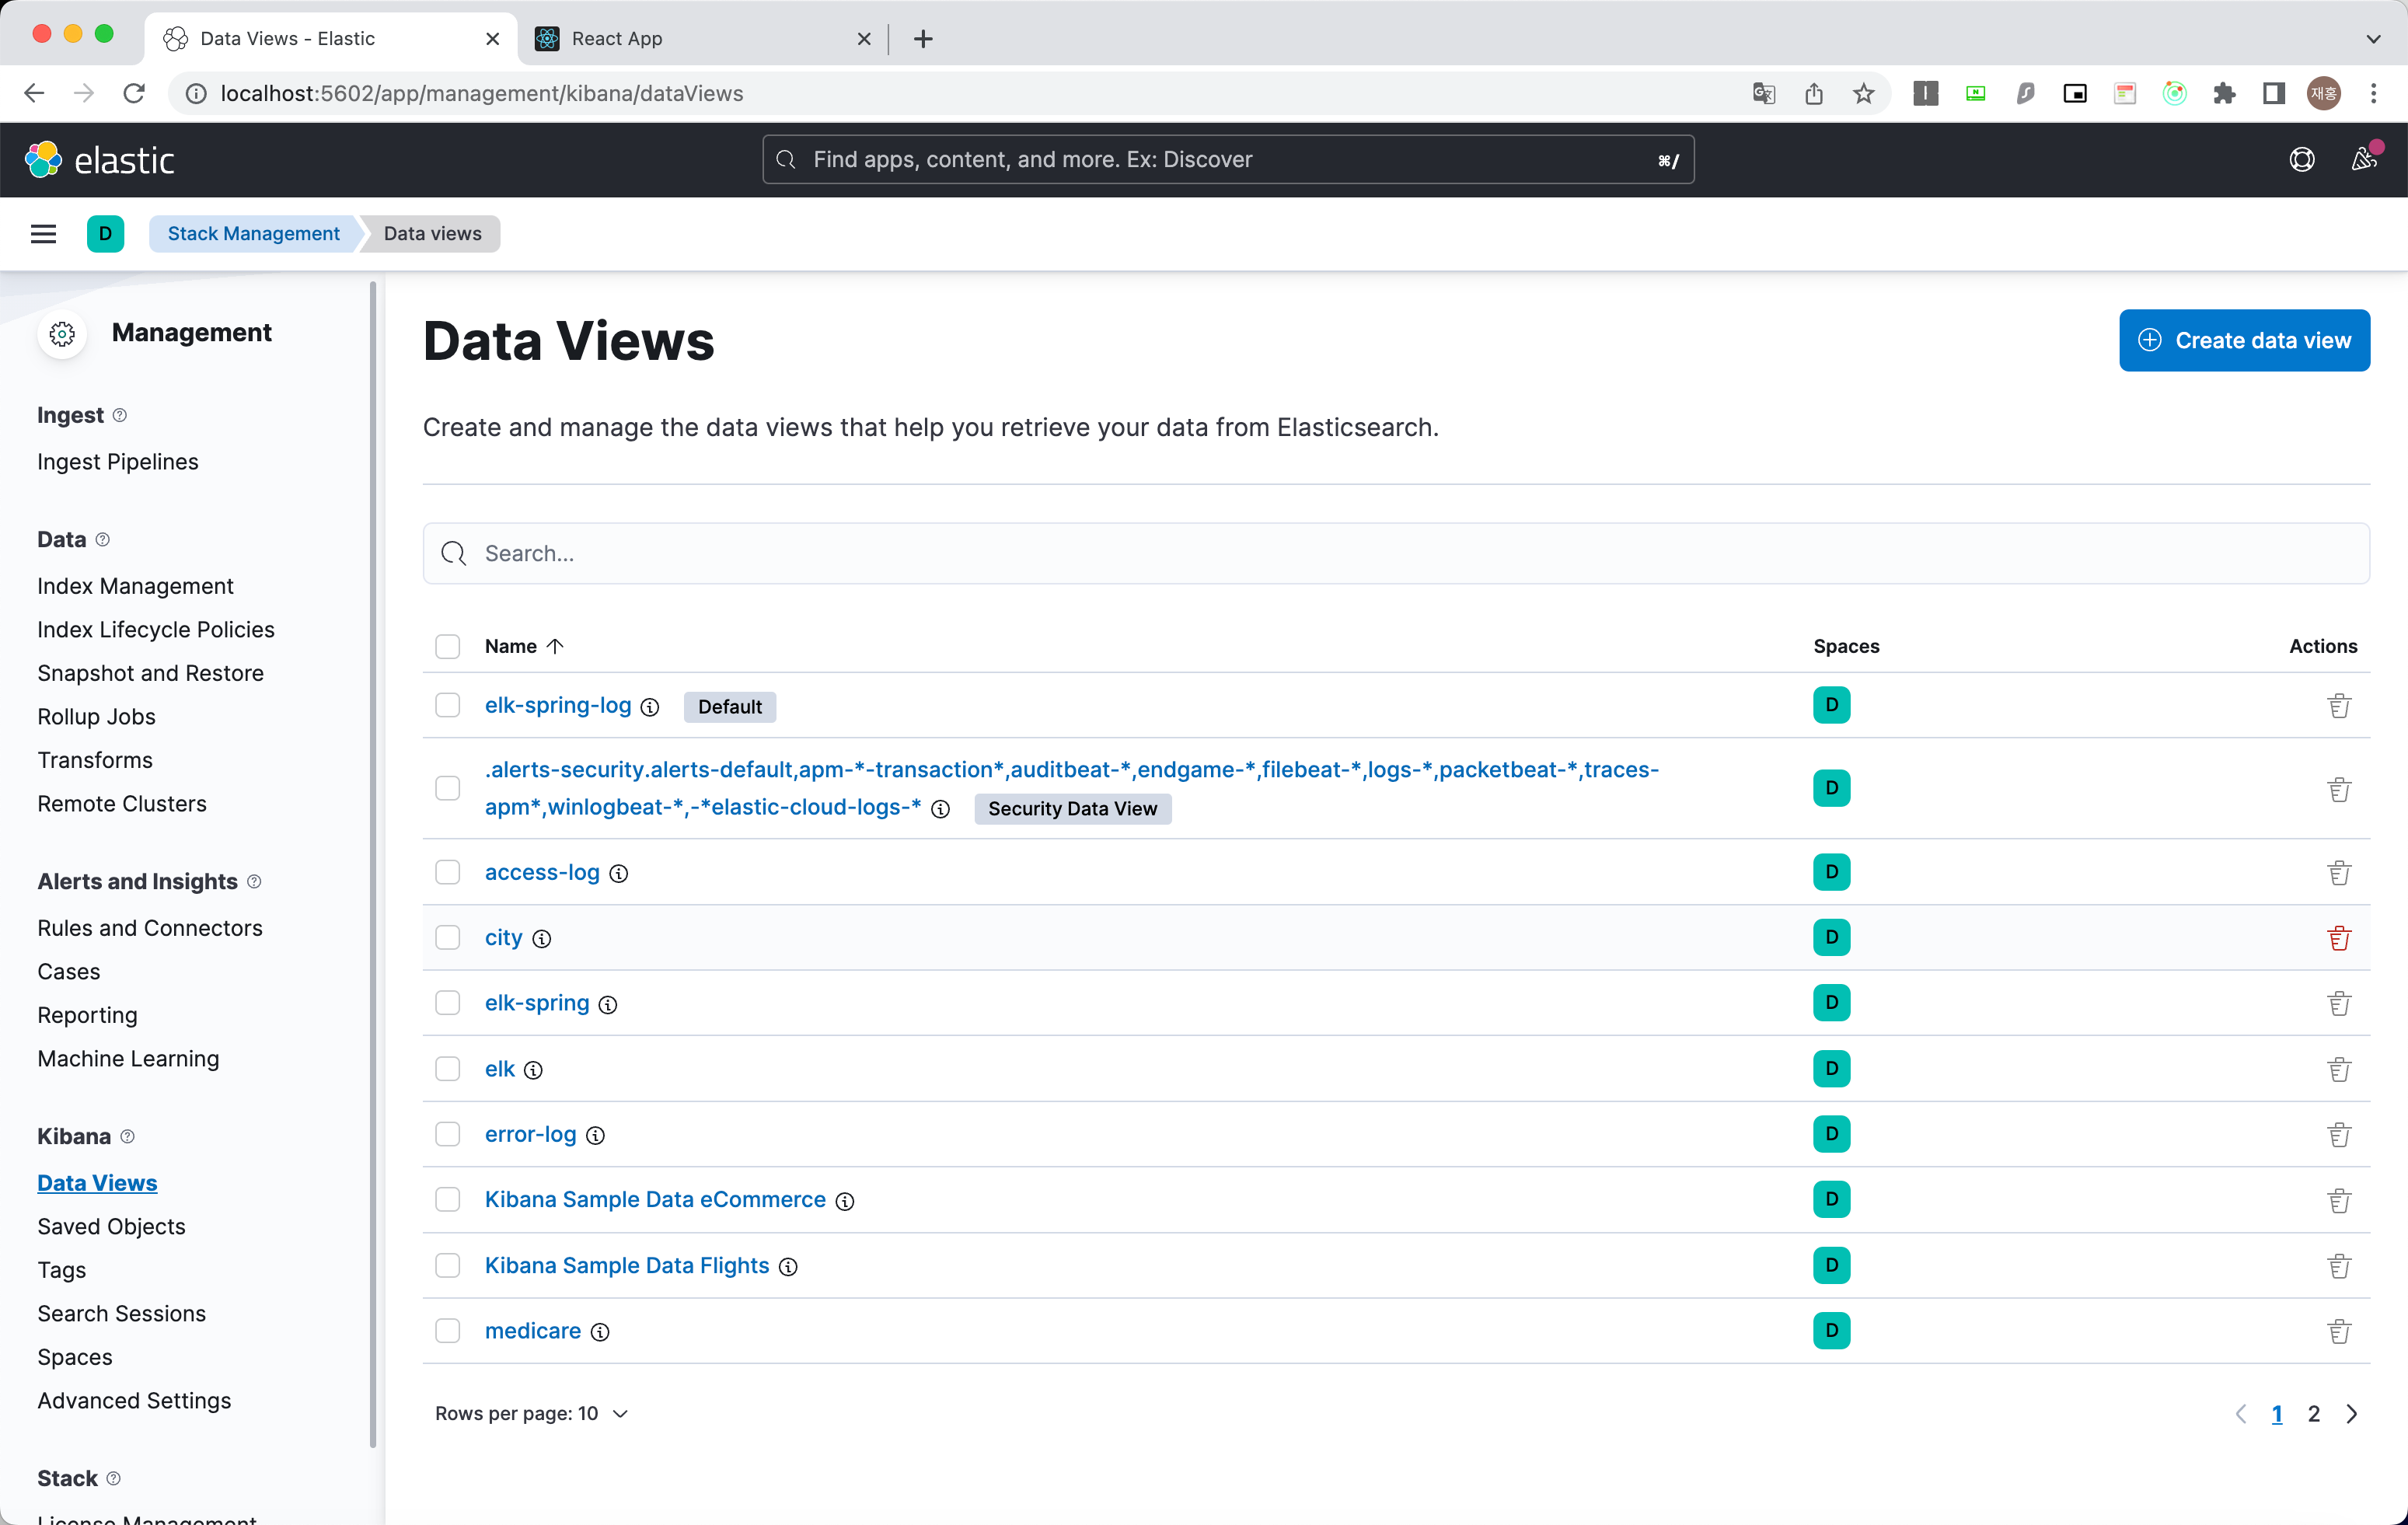 Data Views - Elastic
React App
localhost:5602/app/management/kibana/dataViews
재홍
elastic
Find apps, content, and more. Ex: Discover
⌘/
D
Stack Management
Data views
Management
Ingest
Ingest Pipelines
Data
Index Management
Index Lifecycle Policies
Snapshot and Restore
Rollup Jobs
Transforms
Remote Clusters
Alerts and Insights
Rules and Connectors
Cases
Reporting
Machine Learning
Kibana
Data Views
Saved Objects
Tags
Search Sessions
Spaces
Advanced Settings
Stack
License Management
Data Views
Create data view
Create and manage the data views that help you retrieve your data from Elasticsearch.
Search...
Name Spaces Actions
elk-spring-log Default D
.alerts-security.alerts-default,apm-*-transaction*,auditbeat-*,endgame-*,filebeat-*,logs-*,packetbeat-*,traces-
apm*,winlogbeat-*,-*elastic-cloud-logs-* Security Data View D
access-log D
city D
elk-spring D
elk D
error-log D
Kibana Sample Data eCommerce D
Kibana Sample Data Flights D
medicare D
Rows per page: 10
1 2